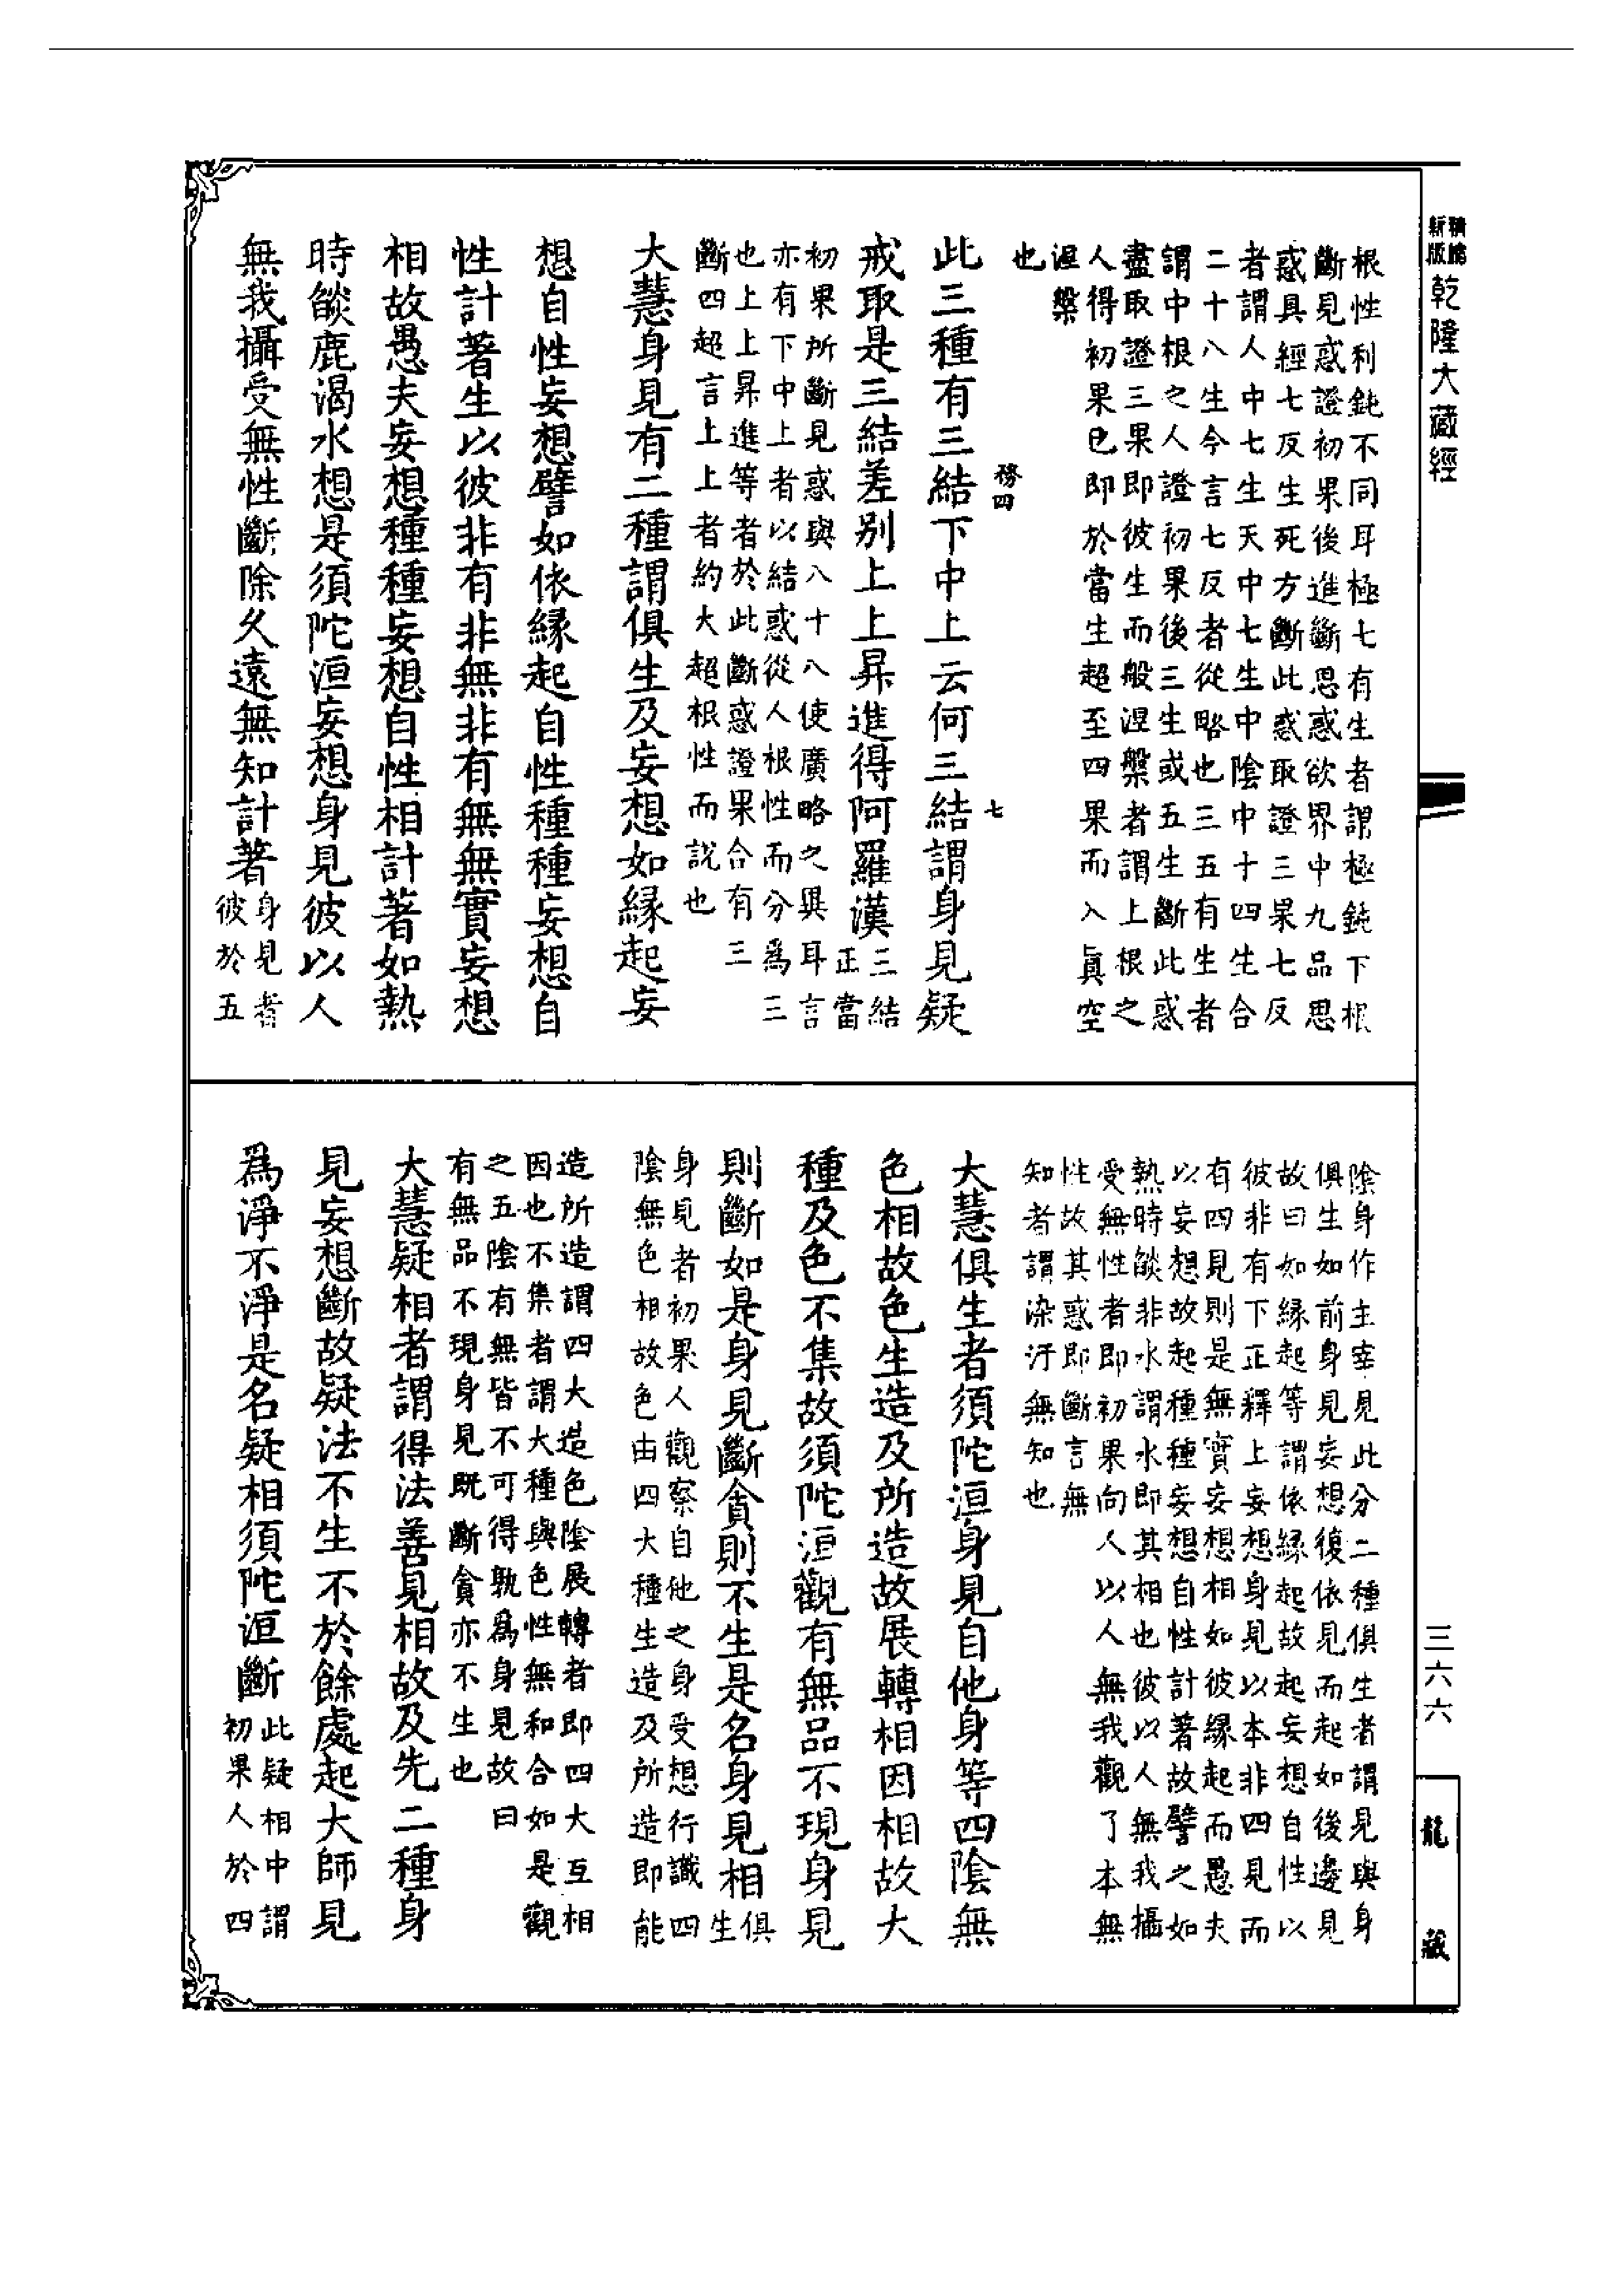 新編
新版
乾隆大藏經
根性利鈍不同耳極七有生者謂極鈍下根
斷見惑證初果後進斷思惑欲界中九品思
惑具經七反生死方斷此惑取證三果七反
者謂人中七生天中七生中陰中十四生合
二十八生今言七反者從略也三五有生者
謂中根之人證初果後三生或五生斷此惑
盡取證三果即彼生而般涅槃者謂上根之
人得初果已即於當生超至四果而入真空
涅槃
也
務四
七
此三種有三結下中上云何三結謂身見疑
戒取是三結差別上上昇進得阿羅漢
三結
正當
初果所斷見惑與八十八使廣略之異耳言
亦有下中上者以結惑從人根性而分為三
也上上昇進等者於此斷惑證果合有三
斷四超言上上者約大超根性而說也
大慧身見有二種謂俱生及妄想如緣起妄
想自性妄想譬如依緣起自性種種妄想自
性計著生以彼非有非無非有無無實妄想
相故愚夫妄想種種妄想自性相計著如熱
時燄鹿渴水想是須陀洹妄想身見彼以人
無我攝受無性斷除久遠無知計著
身見者
彼於五
陰身作主宰見此分二種俱生者謂見與身
俱生如前身見妄想復依見而起如後邊見
故曰如緣起等謂依緣起故起妄想自性以
彼非有下正釋上妄想身見以本非四見而
有四見則是無實妄想相如彼緣起而愚夫
以妄想故起種種妄想自性計著故譬之如
熱時燄非水謂水即其相也彼以人無我攝
受無性者即初果向人以人無我觀了本無
性故其惑即斷言無
知者謂染汙無知也
大慧俱生者須陀洹身見自他身等四陰無
色相故色生造及所造故展轉相因相故大
種及色不集故須陀洹觀有無品不現身見
則斷如是身見斷貪則不生是名身見相
俱
生
身見者初果人觀察自他之身受想行識四
陰無色相故色由四大種生造及所造即能
造所造謂四大造色陰展轉者即四大互相
因也不集者謂大種與色性無和合如是觀
之五陰有無皆不可得孰為身見故曰
有無品不現身見既斷貪亦不生也
大慧疑相者謂得法善見相故及先二種身
見妄想斷故疑法不生不於餘處起大師見
為淨不淨是名疑相須陀洹斷
此疑相中謂
初果人於四
三六六
龍藏